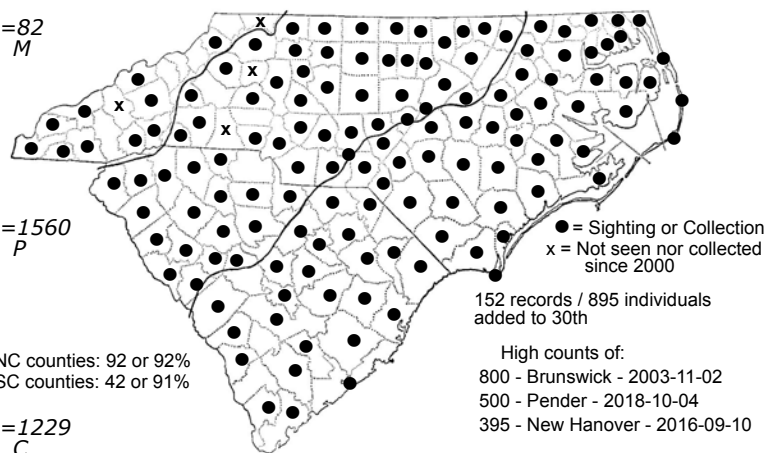 =82
M
=1560
P
● = Sighting or Collection
x = Not seen nor collected
since 2000
152 records / 895 individuals
added to 30th
NC counties: 92 or 92%
SC counties: 42 or 91%
High counts of:
800 - Brunswick - 2003-11-02
500 - Pender - 2018-10-04
395 - New Hanover - 2016-09-10
=1229
C
x
x
x
x